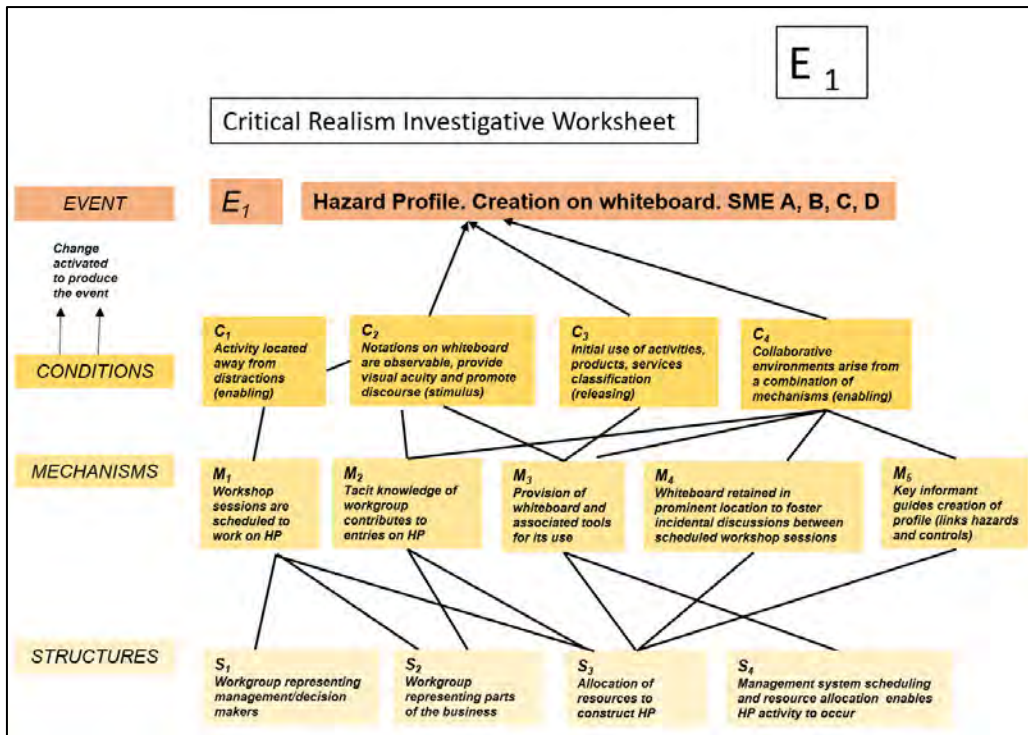 E 1
Critical Realism Investigative Worksheet
EVENT
E1
Hazard Profile. Creation on whiteboard. SME A, B, C, D
Change
activated
to produce
the event
CONDITIONS
C1
Activity located
away from
distractions
(enabling)
C2
Notations on whiteboard
are observable, provide
visual acuity and promote
discourse (stimulus)
C3
Initial use of activities,
products, services
classification
(releasing)
C4
Collaborative
environments arise from
a combination of
mechanisms (enabling)
MECHANISMS
M1
Workshop
sessions are
scheduled to
work on HP
M2
Tacit knowledge of
workgroup
contributes to
entries on HP
M3
Provision of
whiteboard and
associated tools
for its use
M4
Whiteboard retained in
prominent location to foster
incidental discussions between
scheduled workshop sessions
M5
Key informant
guides creation of
profile (links hazards
and controls)
STRUCTURES
S1
Workgroup representing
management/decision
makers
S2
Workgroup
representing parts
of the business
S3
Allocation of
resources to
construct HP
S4
Management system scheduling
and resource allocation enables
HP activity to occur